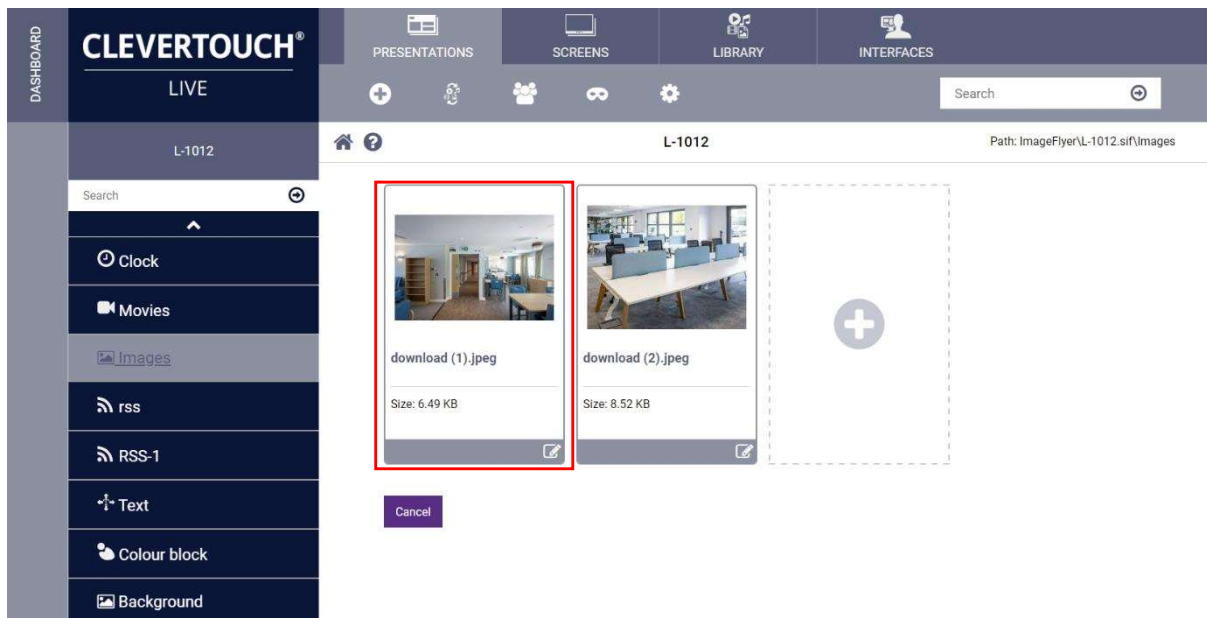 DASHBOARD
CLEVERTOUCH®
LIVE
PRESENTATIONS
SCREENS
LIBRARY
INTERFACES
Search
L-1012
L-1012
Path: ImageFlyer\L-1012.sif\Images
Search
Clock
Movies
Images
rss
RSS-1
Text
Colour block
Background
download (1).jpeg
Size: 6.49 KB
download (2).jpeg
Size: 8.52 KB
Cancel